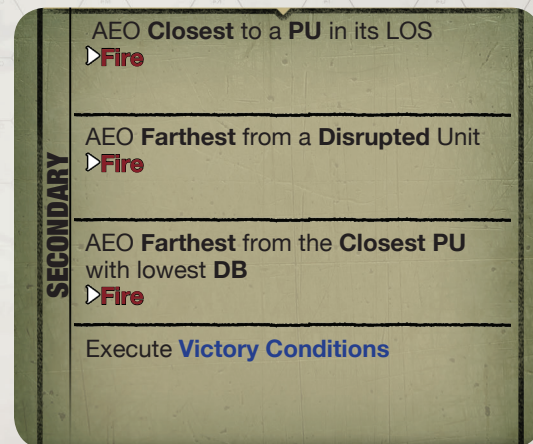 SECONDARY
AEO Closest to a PU in its LOS
Fire
AEO Farthest from a Disrupted Unit
Fire
AEO Farthest from the Closest PU
with lowest DB
Fire
Execute Victory Conditions